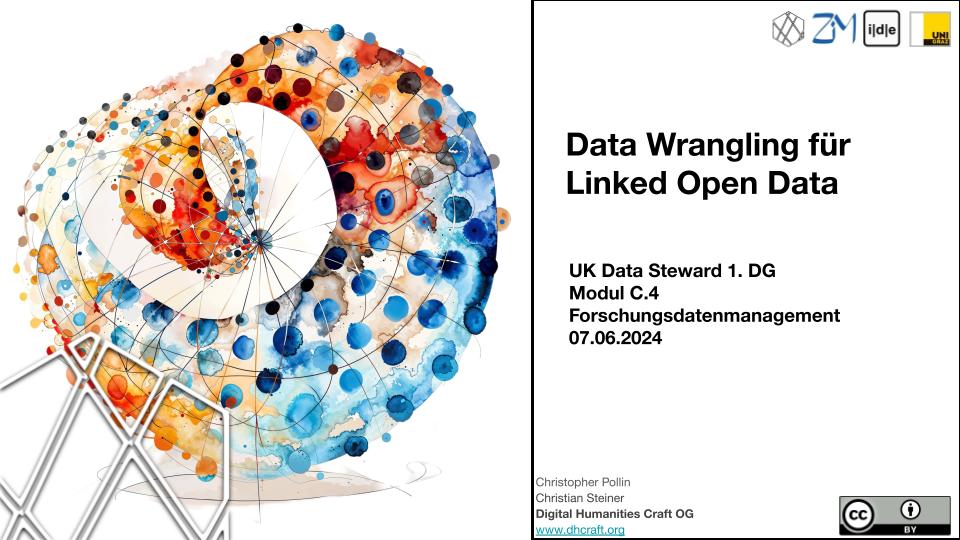 ZIM
i|d|e
UNI
GRAZ
Data Wrangling für
Linked Open Data
UK Data Steward 1. DG
Modul C.4
Forschungsdatenmanagement
07.06.2024
Christopher Pollin
Christian Steiner
Digital Humanities Craft OG
www.dhcraft.org
cc
BY